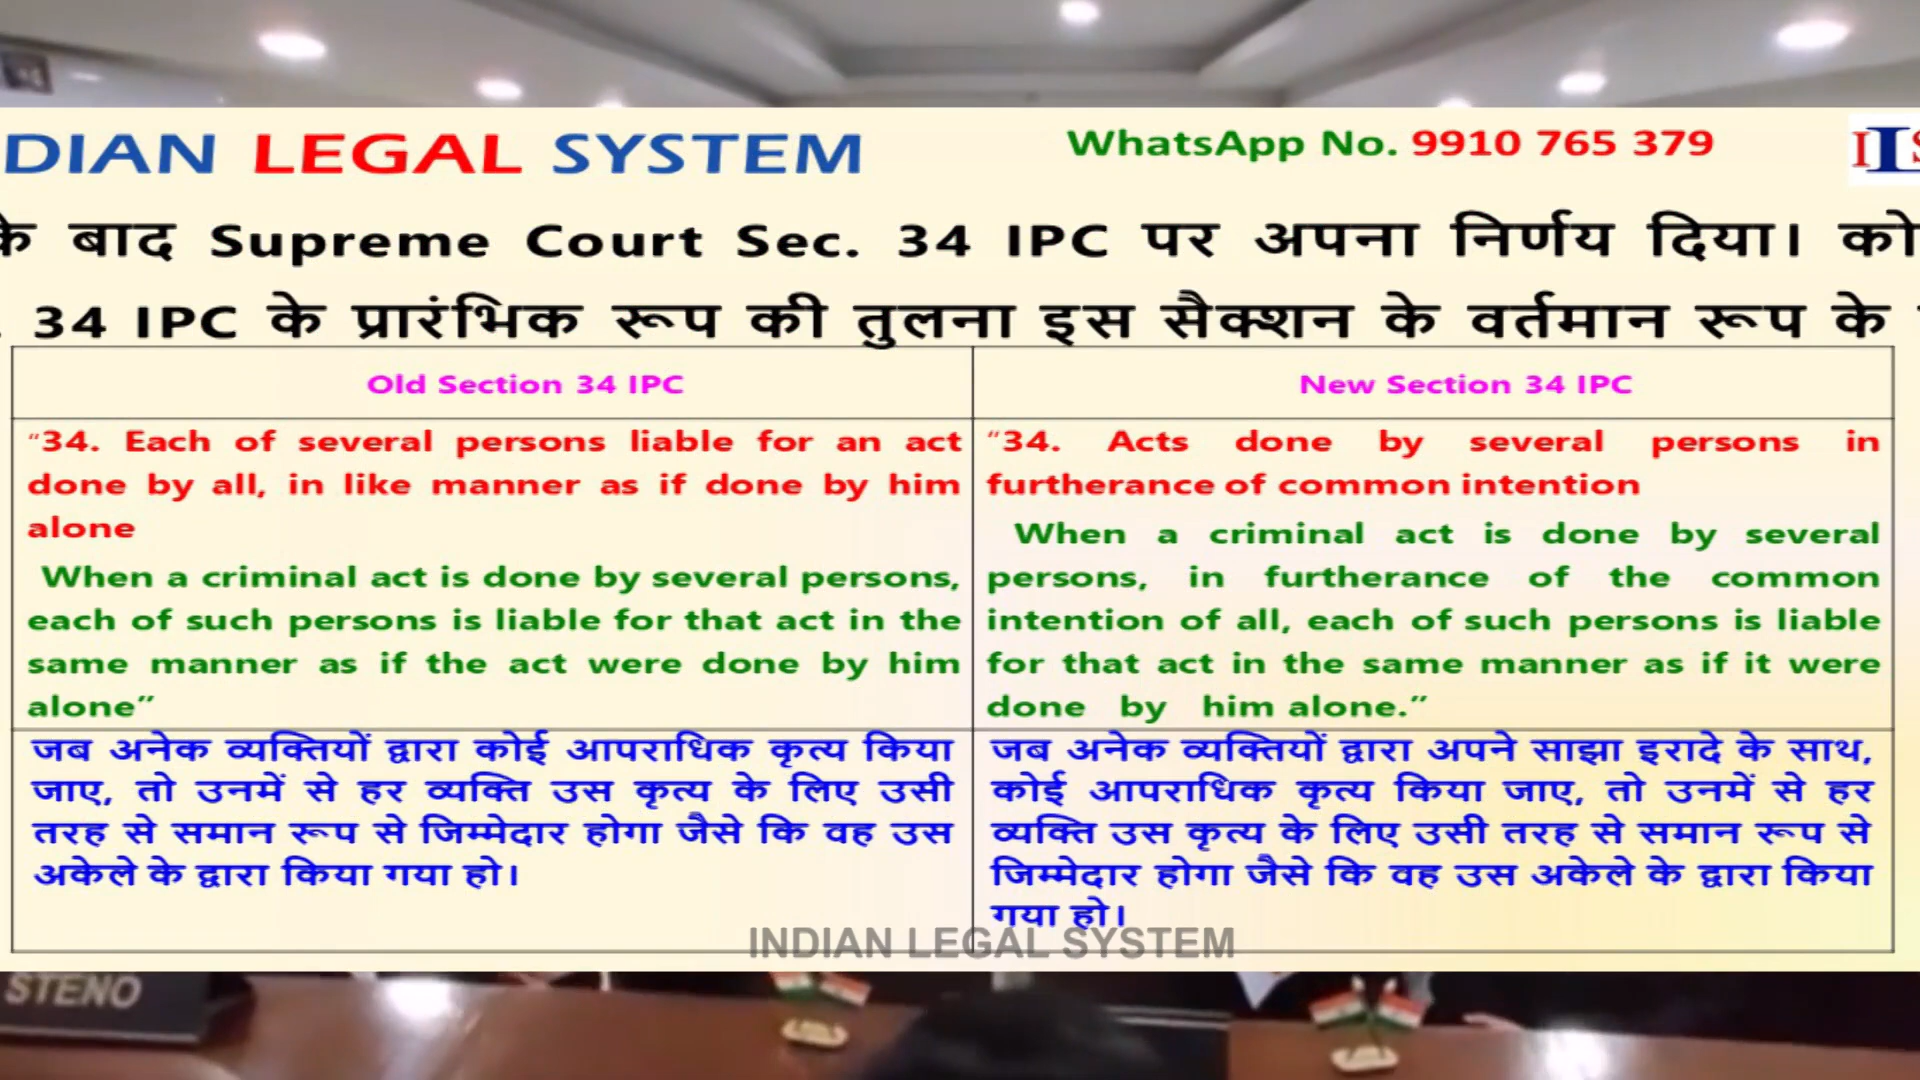 DIAN LEGAL SYSTEM
WhatsApp No. 9910 765 379
ILS
के बाद Supreme Court Sec. 34 IPC पर अपना निर्णय दिया। को
34 IPC के प्रारंभिक रूप की तुलना इस सैक्शन के वर्तमान रूप के
Old Section 34 IPC
“34. Each of several persons liable for an act
done by all, in like manner as if done by him
alone
When a criminal act is done by several persons,
each of such persons is liable for that act in the
same manner as if the act were done by him
alone”
जब अनेक व्यक्तियों द्वारा कोई आपराधिक कृत्य किया
जाए, तो उनमें से हर व्यक्ति उस कृत्य के लिए उसी
तरह से समान रूप से जिम्मेदार होगा जैसे कि वह उस
अकेले के द्वारा किया गया हो।
New Section 34 IPC
“34. Acts done by several persons in
furtherance of common intention
When a criminal act is done by several
persons, in furtherance of the common
intention of all, each of such persons is liable
for that act in the same manner as if it were
done by him alone.”
जब अनेक व्यक्तियों द्वारा अपने साझा इरादे के साथ,
कोई आपराधिक कृत्य किया जाए, तो उनमें से हर
व्यक्ति उस कृत्य के लिए उसी तरह से समान रूप से
जिम्मेदार होगा जैसे कि वह उस अकेले के द्वारा किया
गया हो।
INDIAN LEGAL SYSTEM
STENO